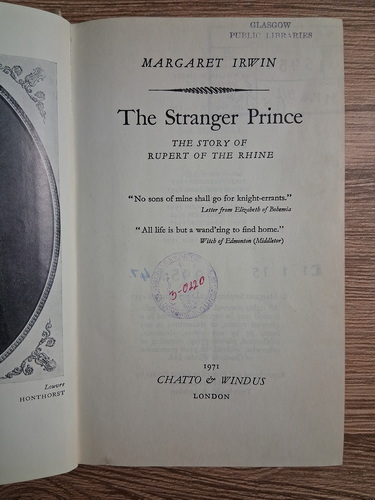 GLASGOW
PUBLIC LIBRARIES
MARGARET IRWIN
The Stranger Prince
THE STORY OF
RUPERT OF THE RHINE
"No sons of mine shall go for knight-errants."
Letter from Elizabeth of Bohemia
"All life is but a wand'ring to find home."
Witch of Edmonton (Middleton)
1971
CHATTO & WINDUS
LONDON
Louvre
HONTHORST